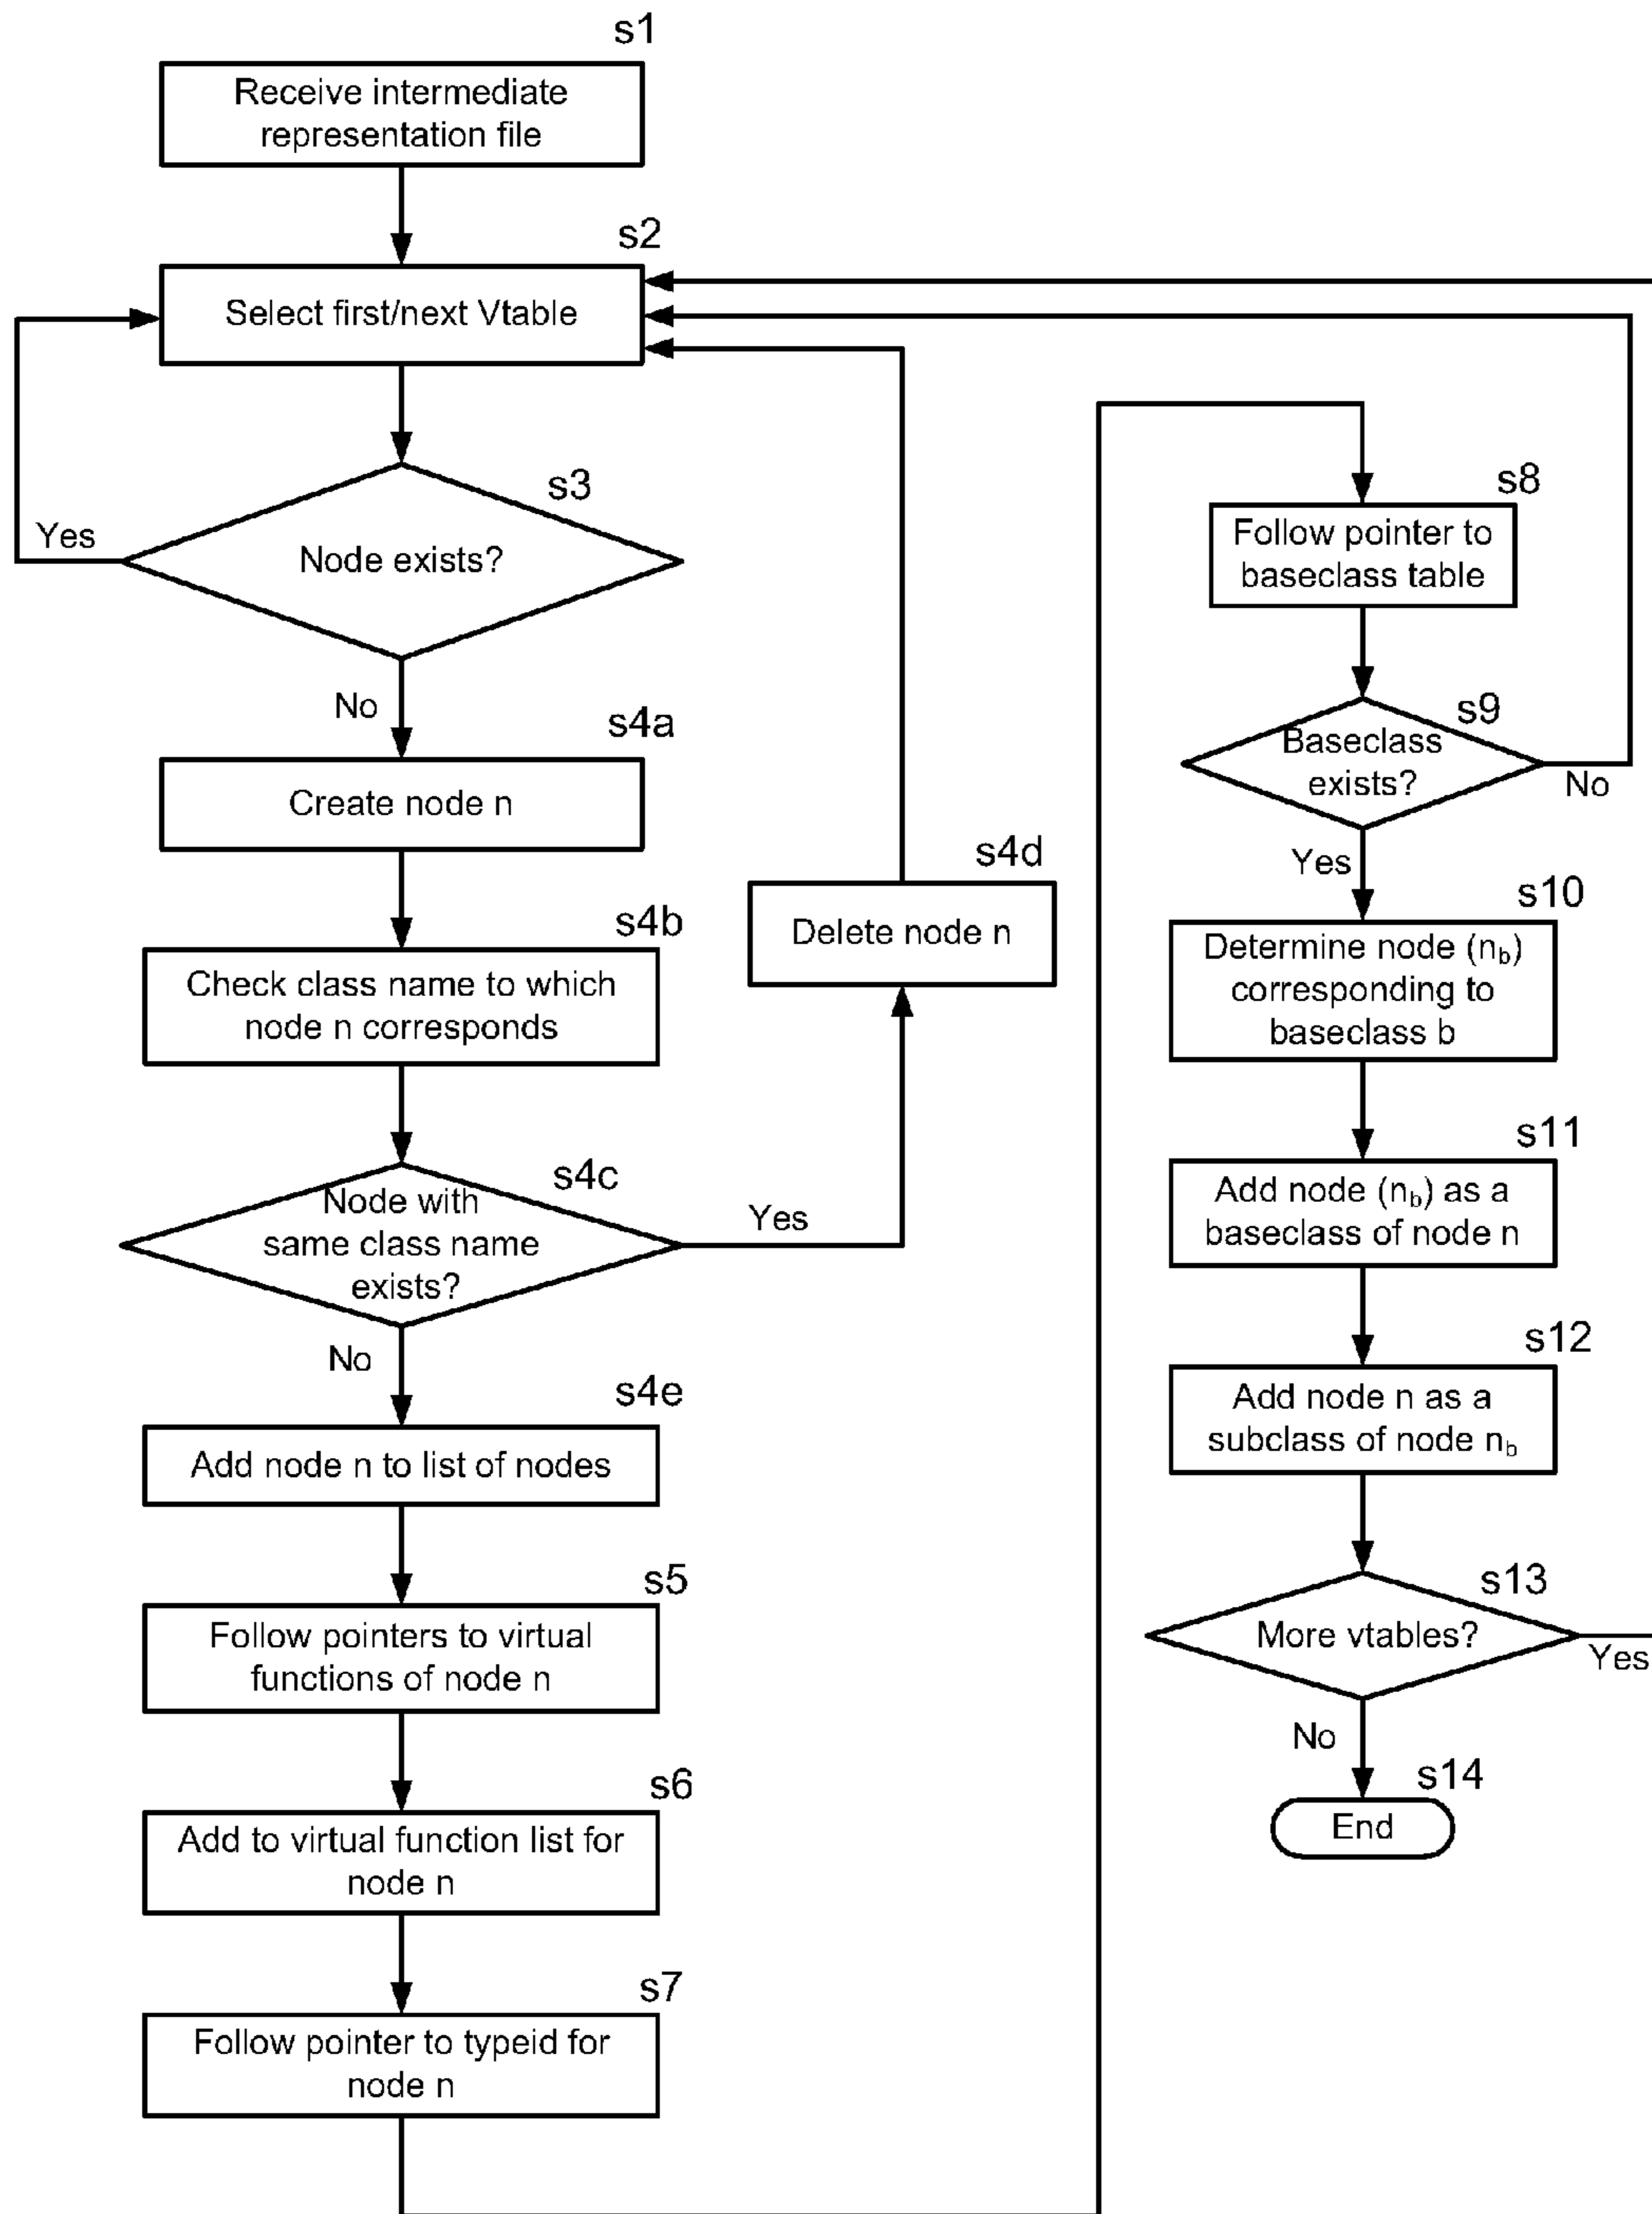 s1
Receive intermediate
representation file
s2
Select first/next Vtable
s3
Yes
Node exists?
No
s4a
Create node n
s4b
Check class name to which
node n corresponds
s4c
Node with
same class name
exists?
Yes
s4d
Delete node n
No
s4e
Add node n to list of nodes
s5
Follow pointers to virtual
functions of node n
s6
Add to virtual function list for
node n
s7
Follow pointer to typeid for
node n
s8
Follow pointer to
baseclass table
s9
Baseclass
exists?
No
Yes
s10
Determine node (n_b)
corresponding to
baseclass b
s11
Add node (n_b) as a
baseclass of node n
s12
Add node n as a
subclass of node n_b
s13
More vtables?
Yes
No
s14
End